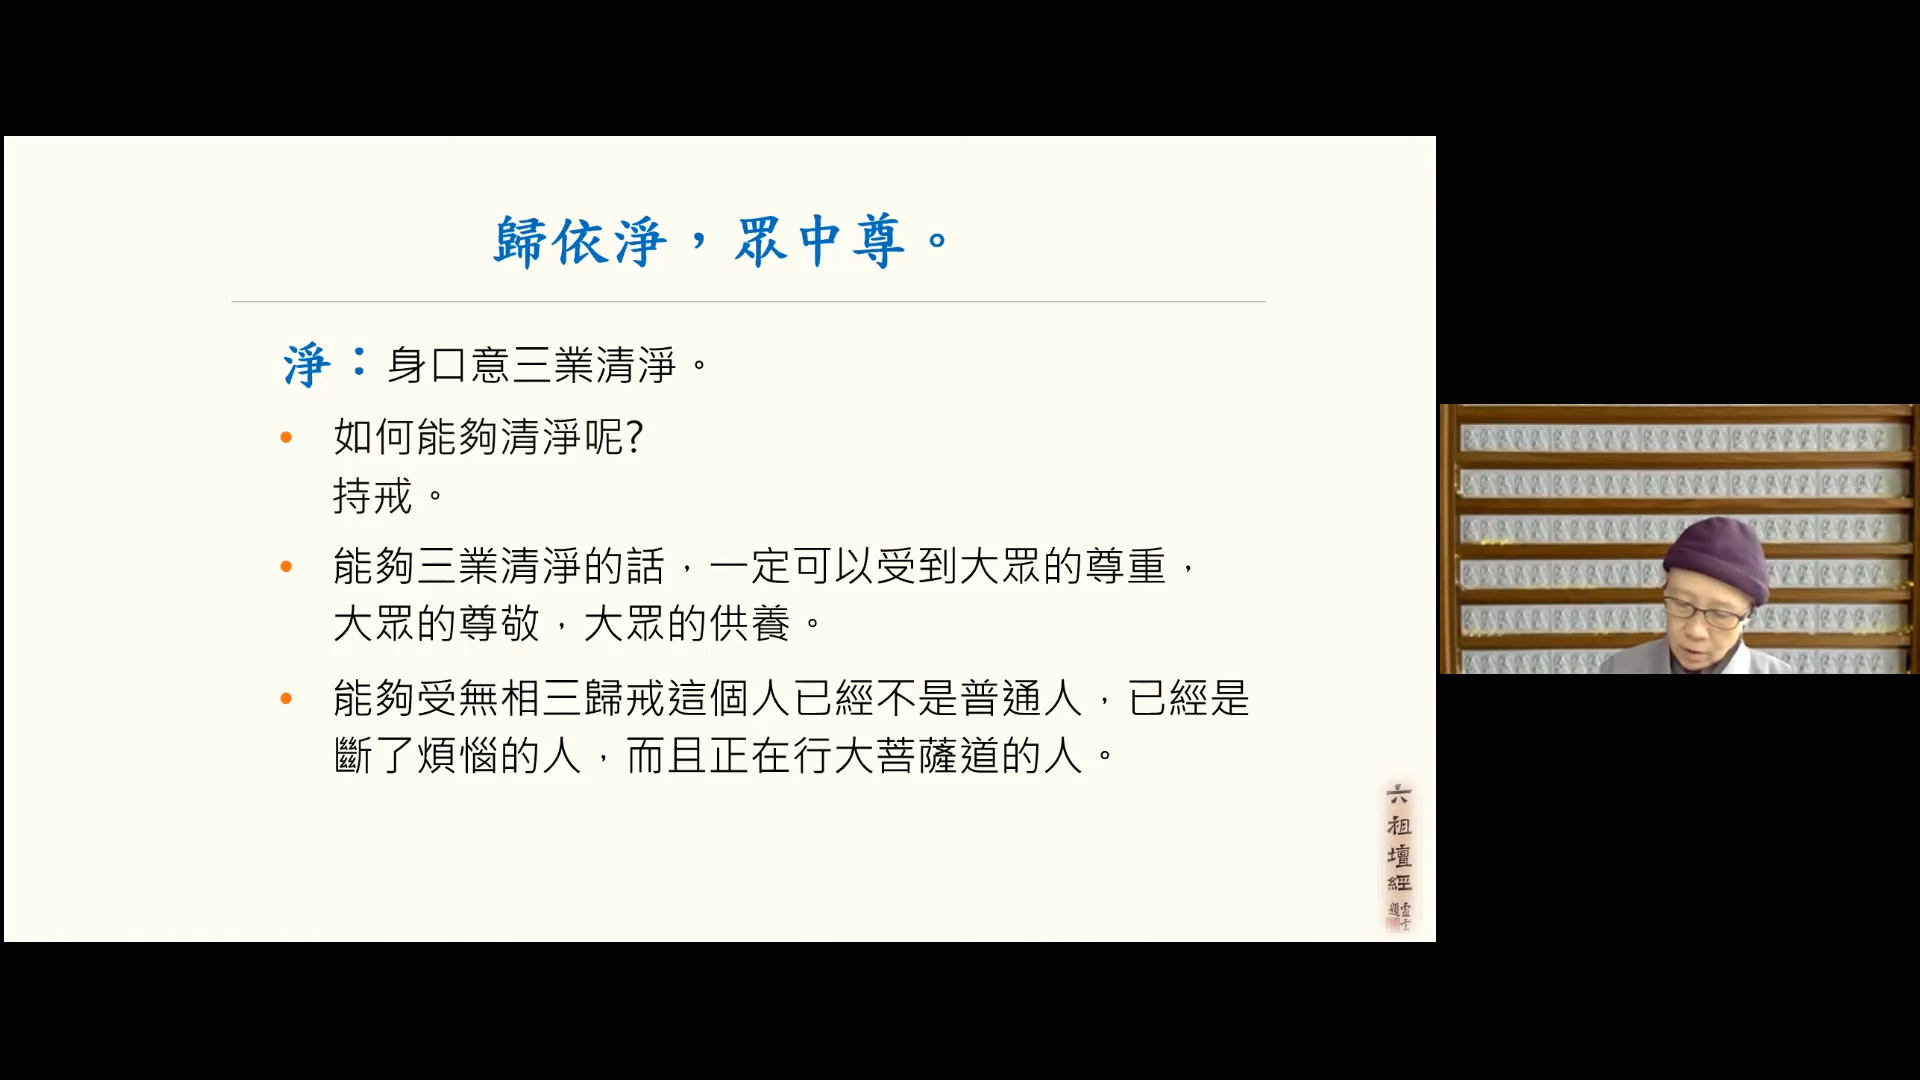 歸依淨，眾中尊。
淨：身口意三業清淨。
• 如何能夠清淨呢?
持戒。
• 能夠三業清淨的話，一定可以受到大眾的尊重，
大眾的尊敬，大眾的供養。
• 能夠受無相三歸戒這個人已經不是普通人，已經是
斷了煩惱的人，而且正在行大菩薩道的人。
六祖壇經